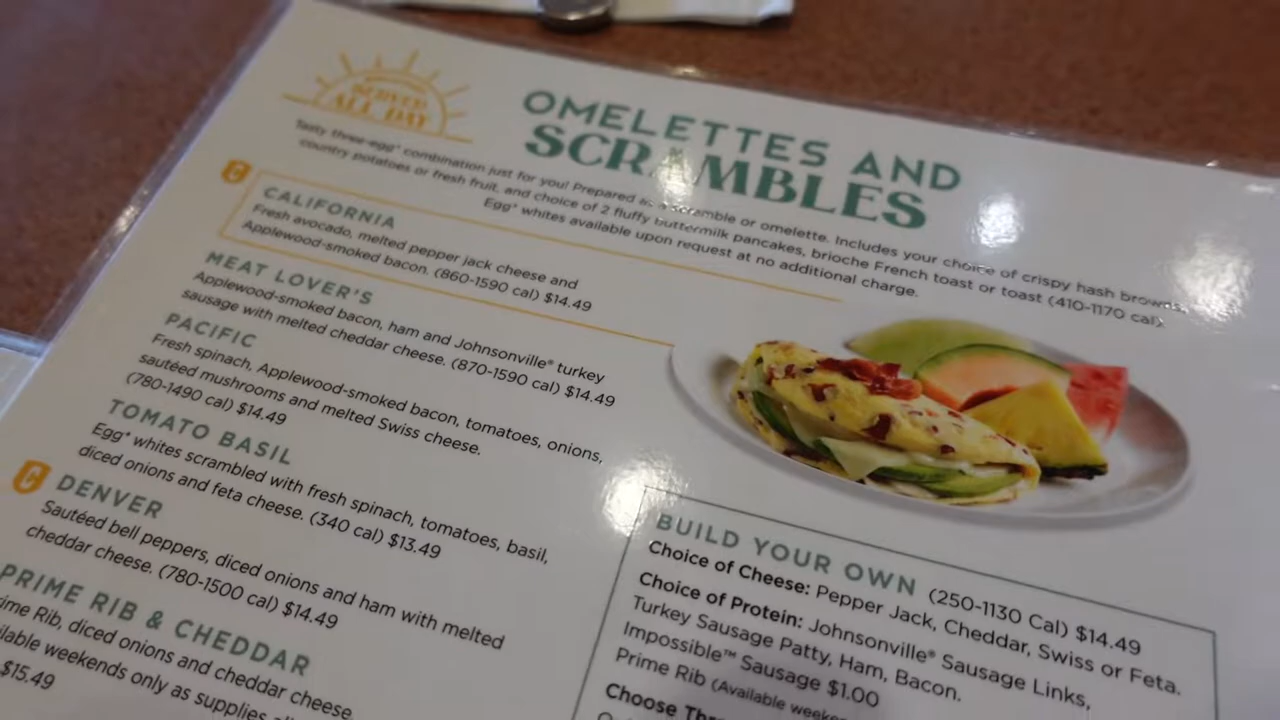 SERVED
ALL DAY
OMELETTES AND
SCRAMBLES
Tasty three-egg* combination just for you! Prepared as a scramble or omelette. Includes your choice of crispy hash browns,
country potatoes or fresh fruit, and choice of 2 fluffy buttermilk pancakes, brioche French toast or toast (410-1170 cal).
Egg* whites available upon request at no additional charge.
CALIFORNIA
Fresh avocado, melted pepper jack cheese and
Applewood-smoked bacon. (860-1590 cal) $14.49
MEAT LOVER'S
Applewood-smoked bacon, ham and Johnsonville® turkey
sausage with melted cheddar cheese. (870-1590 cal) $14.49
PACIFIC
Fresh spinach, Applewood-smoked bacon, tomatoes, onions,
sautéed mushrooms and melted Swiss cheese.
(780-1490 cal) $14.49
TOMATO BASIL
Egg* whites scrambled with fresh spinach, tomatoes, basil,
diced onions and feta cheese. (340 cal) $13.49
DENVER
Sautéed bell peppers, diced onions and ham with melted
cheddar cheese. (780-1500 cal) $14.49
PRIME RIB & CHEDDAR
Rib, diced onions and cheddar cheese.
weekends only as supplies
$15.49
BUILD YOUR OWN (250-1130 Cal) $14.49
Choice of Cheese: Pepper Jack, Cheddar, Swiss or Feta.
Choice of Protein: Johnsonville® Sausage Links,
Turkey Sausage Patty, Ham, Bacon.
Impossible™ Sausage $1.00
Prime Rib (Available
Choose